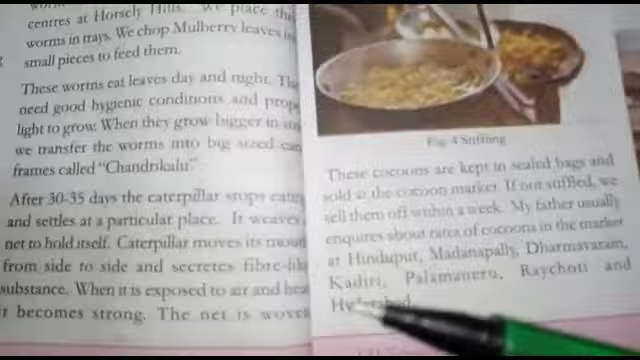 centres at Horsely Hills. We place the
worms in trays. We chop Mulberry leaves in
small pieces to feed them.
These worms eat leaves day and night. The
need good hygienic conditions and prop
light to grow. When they grow bigger in
we transfer the worms into big sized
frames called "Chandrikalu"
After 30-35 days the caterpillar stops eatin
and settles at a particular place. It weaves
net to hold itself. Caterpillar moves its
from side to side and secretes fibre-lik
substance. When it is exposed to air and
it becomes strong. The net is wove
Fig-4 Stiffling
These cocoons are kept in sealed bags and
sold at the cocoon market. If not stiffled, we
sell them off within a week. My father usually
enquires about rates of cocoons in the market
at Hindupur, Madanapally, Dharmavaram,
Kadiri, Palamaneru, Raychoti and
Hyderabad.